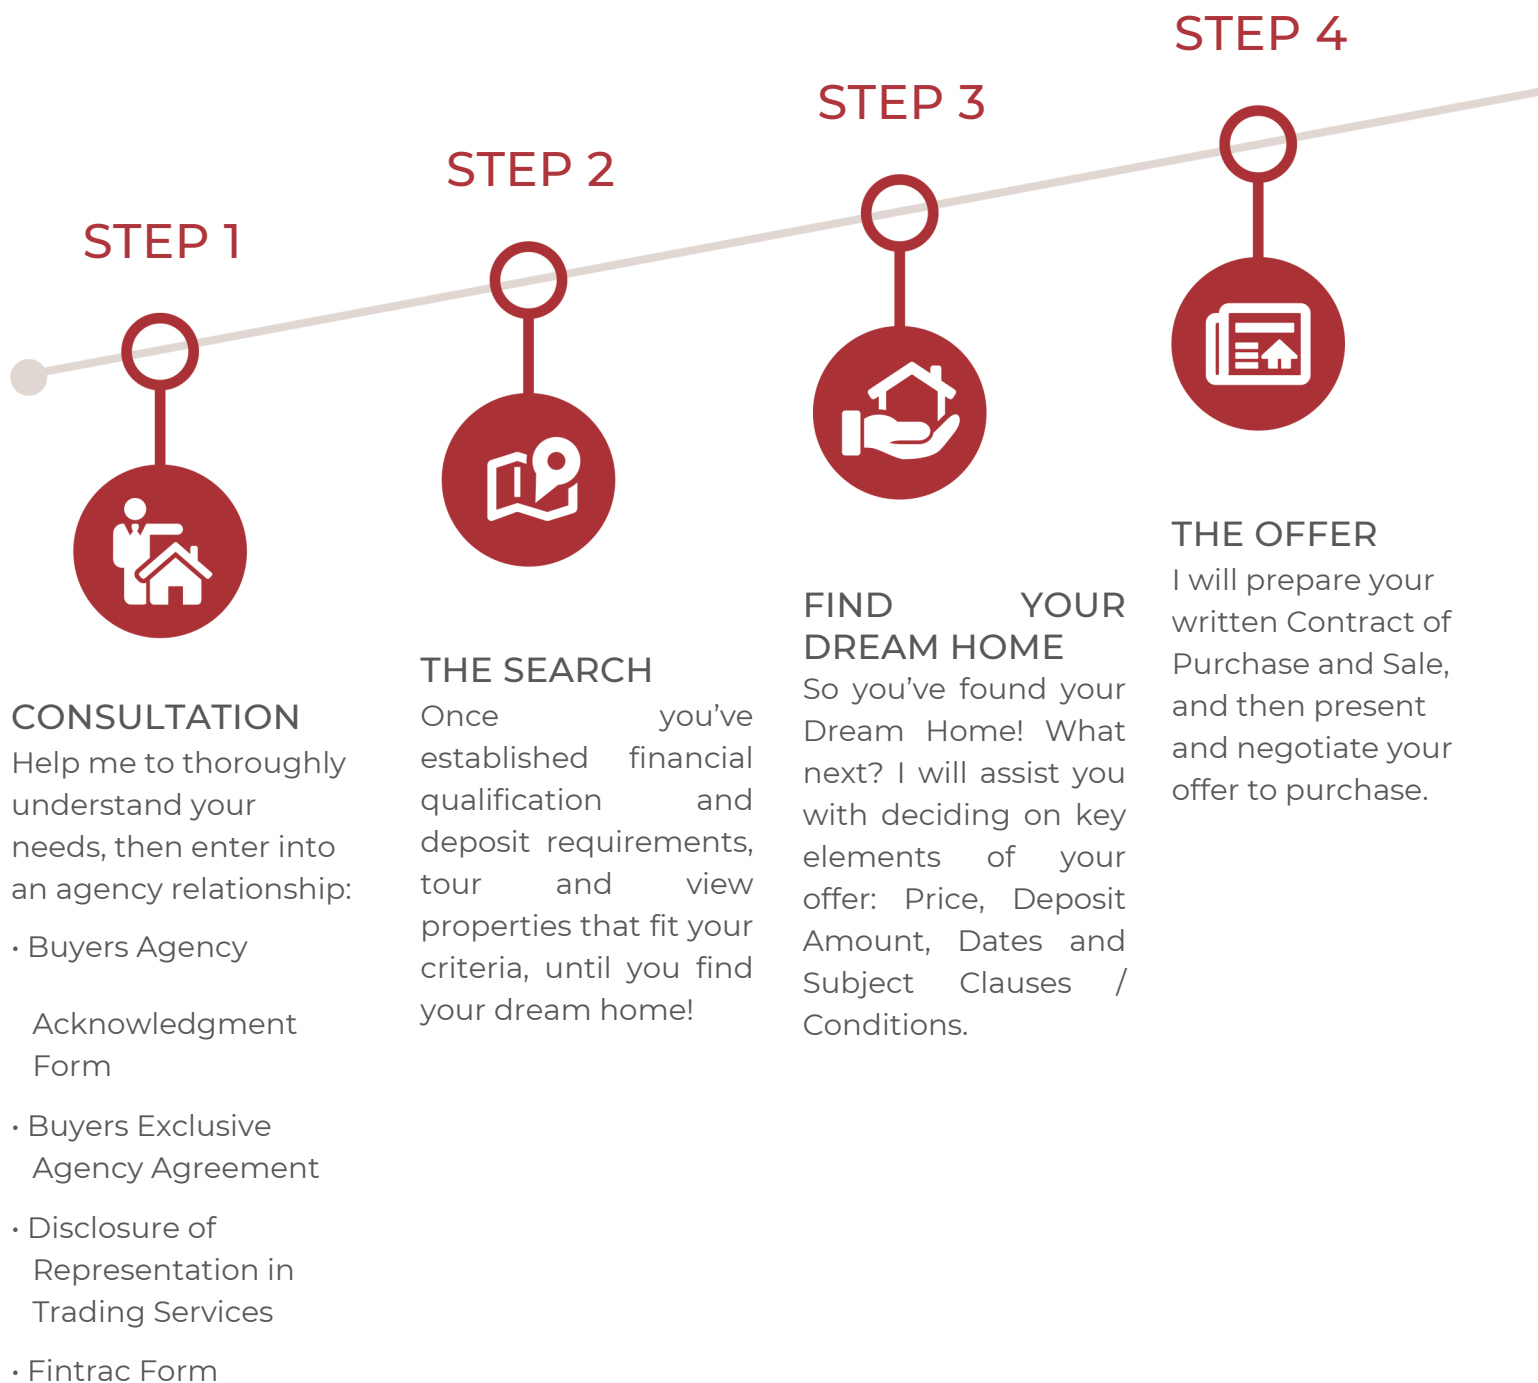 STEP 1
CONSULTATION
Help me to thoroughly
understand your
needs, then enter into
an agency relationship:
• Buyers Agency
Acknowledgment
Form
• Buyers Exclusive
Agency Agreement
• Disclosure of
Representation in
Trading Services
• Fintrac Form
STEP 2
THE SEARCH
Once you’ve
established financial
qualification and
deposit requirements,
tour and view
properties that fit your
criteria, until you find
your dream home!
STEP 3
FIND YOUR
DREAM HOME
So you’ve found your
Dream Home! What
next? I will assist you
with deciding on key
elements of your
offer: Price, Deposit
Amount, Dates and
Subject Clauses /
Conditions.
STEP 4
THE OFFER
I will prepare your
written Contract of
Purchase and Sale,
and then present
and negotiate your
offer to purchase.